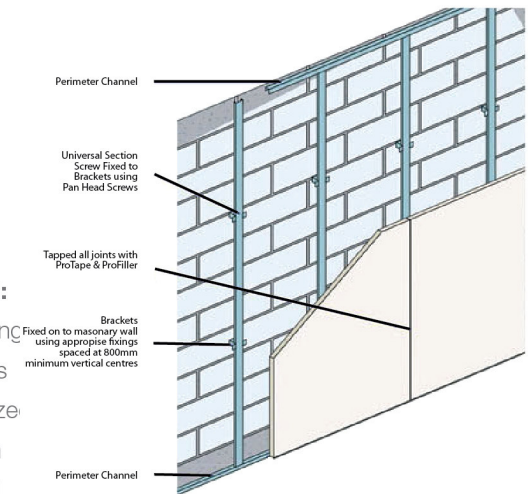 Perimeter Channel
Universal Section
Screw Fixed to
Brackets using
Pan Head Screws
Tapped all joints with
ProTape & ProFiller
Brackets
Fixed on to masonary wall
using appropise fixings
spaced at 800mm
minimum vertical centres
Perimeter Channel